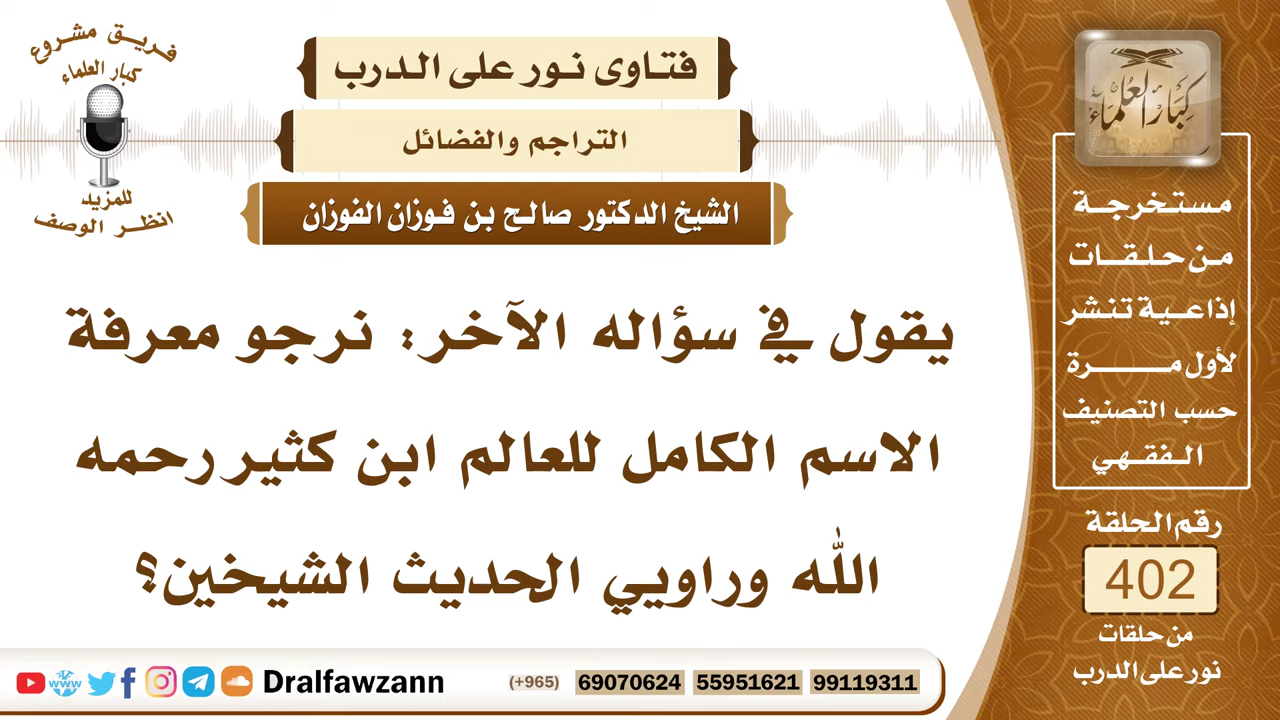 فريق مشروع
كبار العلماء
للمزيد
انظر الوصف
فتاوى نور على الدرب
التراجم والفضائل
الشيخ الدكتور صالح بن فوزان الفوزان
يقول في سؤاله الآخر: نرجو معرفة
الاسم الكامل للعالم ابن كثير رحمه
الله وراويي الحديث الشيخين؟
كبار العلماء
مستخرجة
من حلقات
إذاعية تنشر
لأول مرة
حسب التصنيف
الفقهي
رقم الحلقة
402
من حلقات
نور على الدرب
www
Dralfawzann (+965) 69070624 55951621 99119311